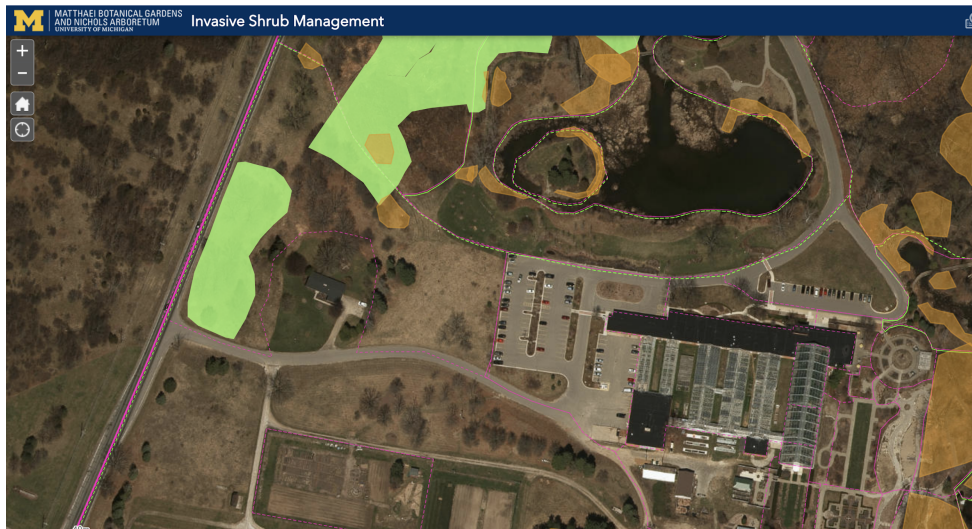 MATTHAEI BOTANICAL GARDENS
AND NICHOLS ARBORETUM
UNIVERSITY OF MICHIGAN
Invasive Shrub Management